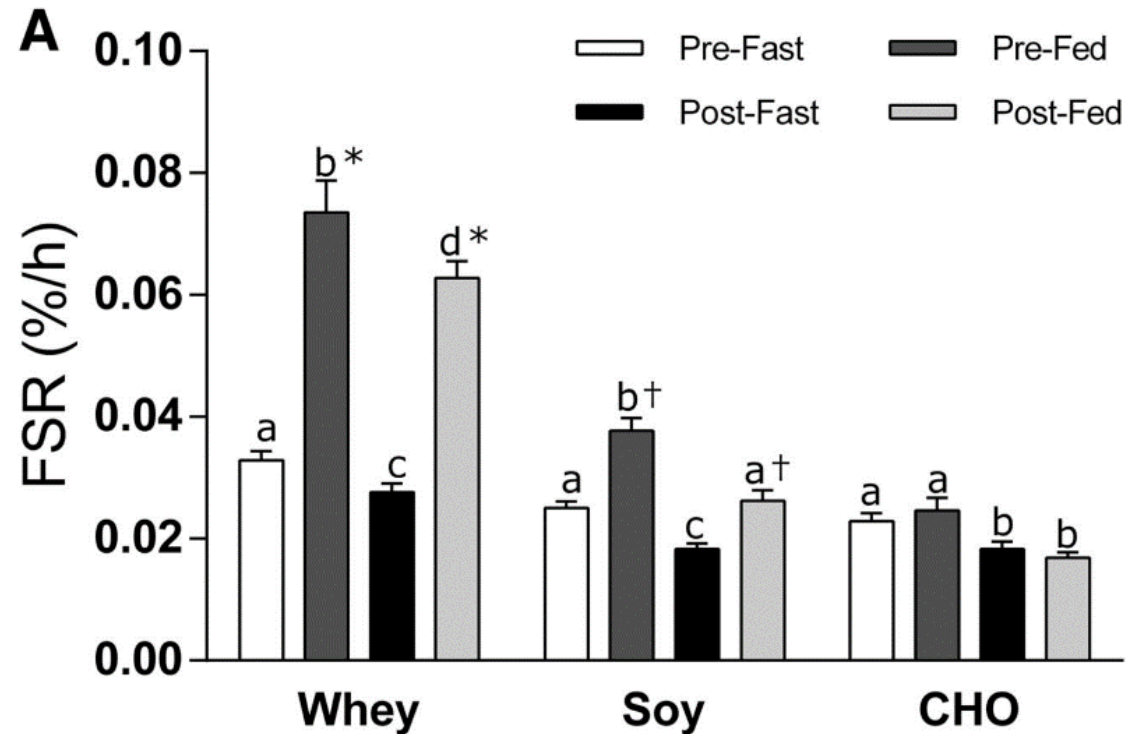 A
Pre-Fast Pre-Fed
Post-Fast Post-Fed
FSR (%/h)
0.10
0.08
0.06
0.04
0.02
0.00
a b* c d*
a b† c a†
a a b b
Whey Soy CHO